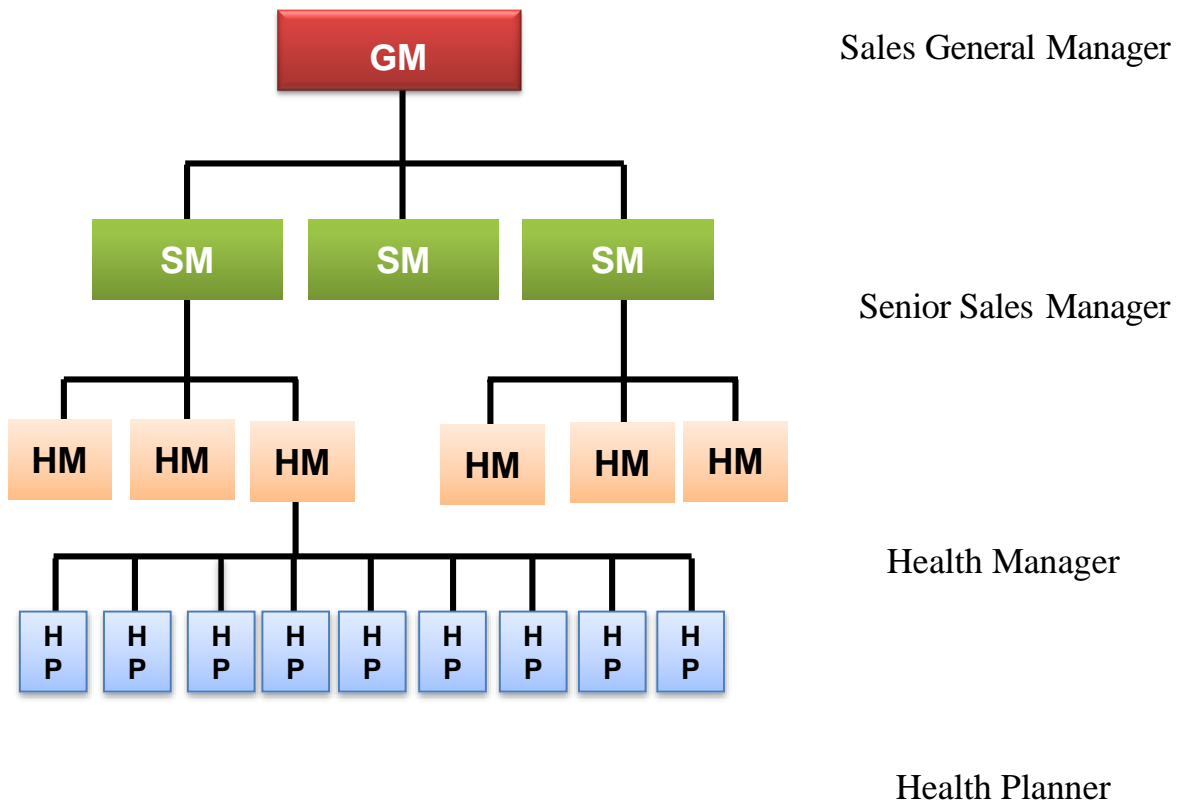 GM
Sales General Manager
SM SM SM
Senior Sales Manager
HM HM HM HM HM HM
Health Manager
H H H H H H H H H
P P P P P P P P P
Health Planner